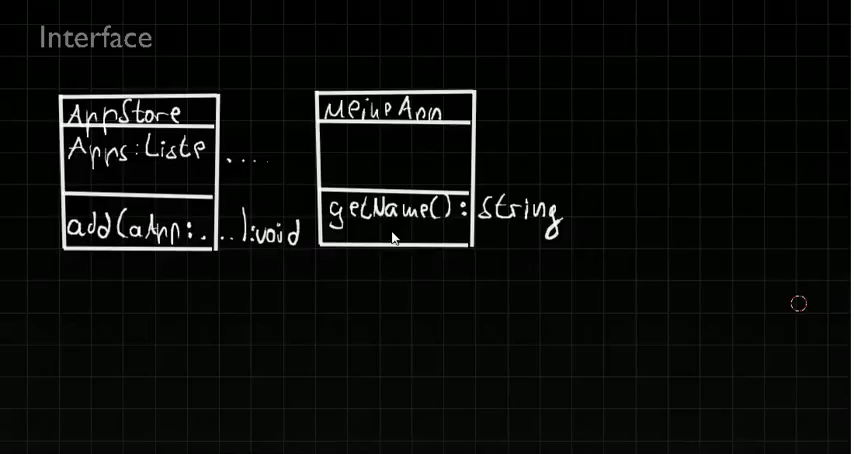 Interface
AppStore
Apps:Liste ....
add(aApp:....):void
MeineApp
getName():String